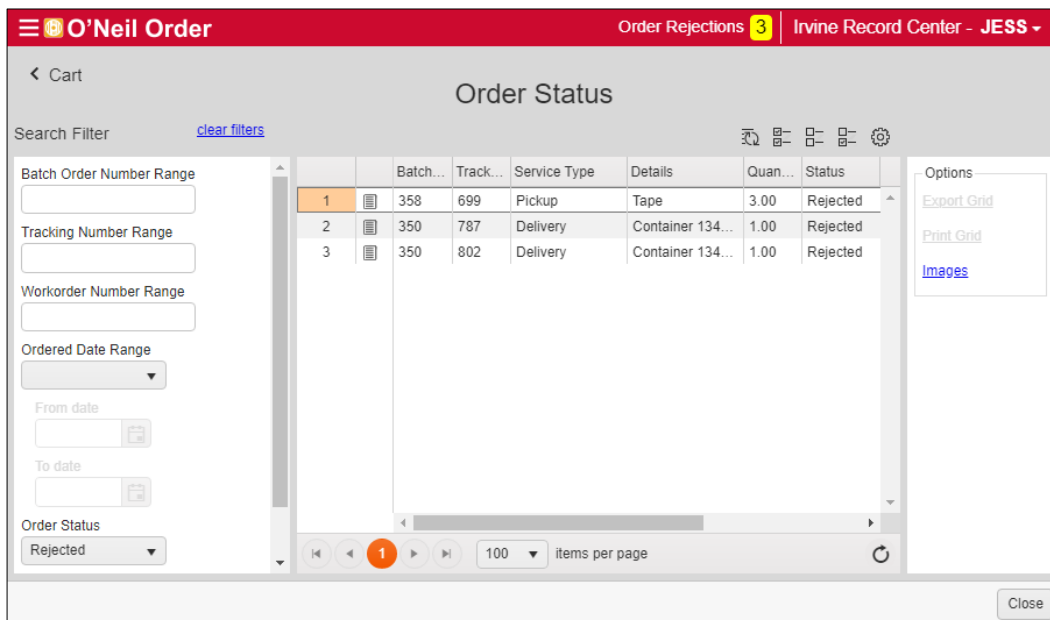 O'Neil Order Order Rejections 3 Irvine Record Center - JESS
Cart
Order Status
Search Filter clear filters
Batch Order Number Range
Tracking Number Range
Workorder Number Range
Ordered Date Range
From date
To date
Order Status
Rejected
Batch... Track... Service Type Details Quan... Status
1 358 699 Pickup Tape 3.00 Rejected
2 350 787 Delivery Container 134... 1.00 Rejected
3 350 802 Delivery Container 134... 1.00 Rejected
1 100 items per page
Options
Export Grid
Print Grid
Images
Close